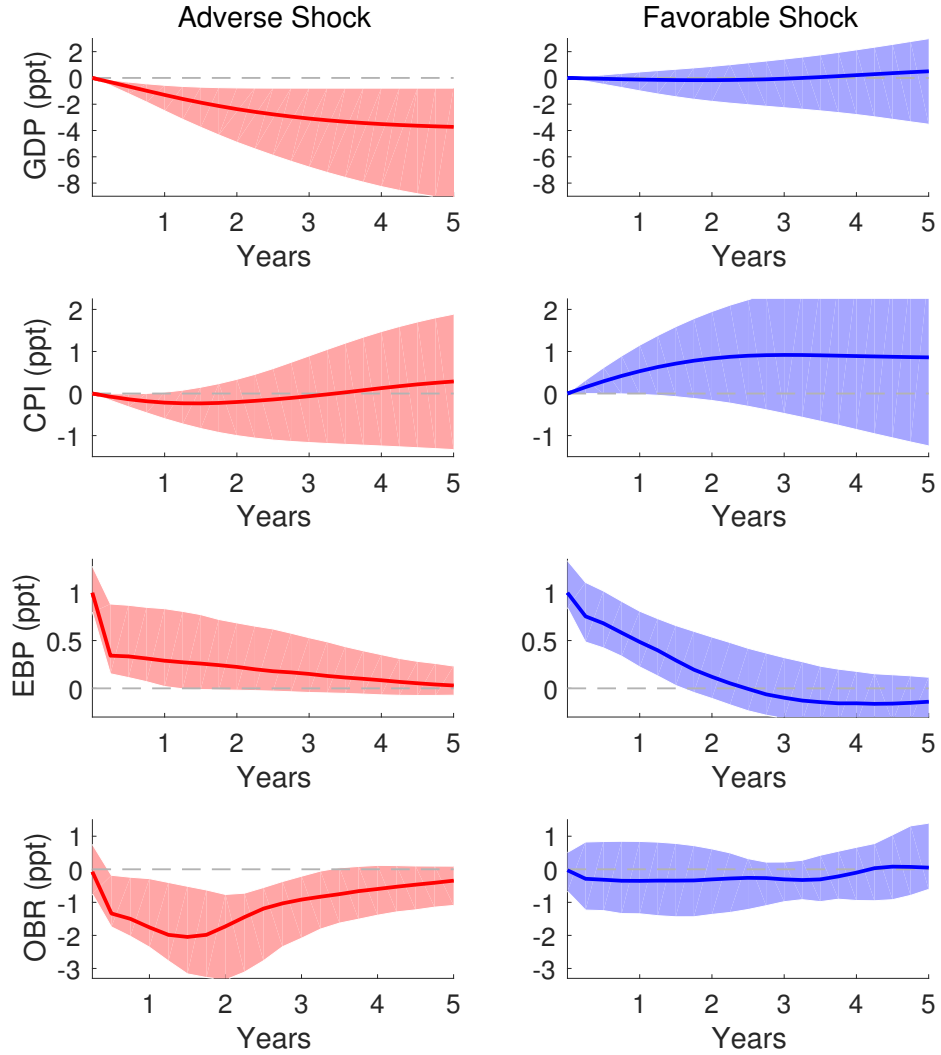 Adverse Shock
Favorable Shock
GDP (ppt)
2
0
-2
-4
-6
-8
1 2 3 4 5
Years
2
0
-2
-4
-6
-8
1 2 3 4 5
Years
CPI (ppt)
2
1
0
-1
1 2 3 4 5
Years
2
1
0
-1
1 2 3 4 5
Years
EBP (ppt)
1
0.5
0
1 2 3 4 5
Years
1
0.5
0
1 2 3 4 5
Years
OBR (ppt)
1
0
-1
-2
-3
1 2 3 4 5
Years
1
0
-1
-2
-3
1 2 3 4 5
Years